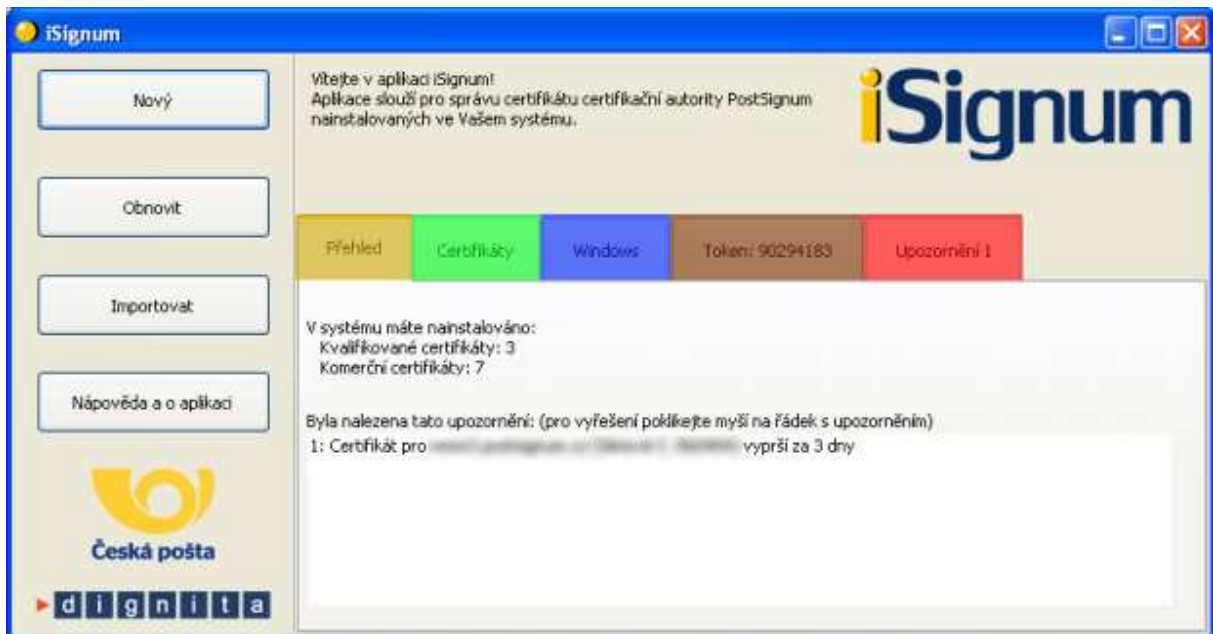 iSignum
Nový
Obnovit
Importovat
Nápověda a o aplikaci
Česká pošta
dignita
Vítejte v aplikaci iSignum!
Aplikace slouží pro správu certifikátu certifikační autority PostSignum
nainstalovaných ve Vašem systému.
iSignum
Přehled Certifikáty Windows Token: 90294183 Upozornění 1
V systému máte nainstalováno:
Kvalifikované certifikáty: 3
Komerční certifikáty: 7
Byla nalezena tato upozornění: (pro vyřešení poklikejte myší na řádek s upozorněním)
1: Certifikát pro vyprší za 3 dny